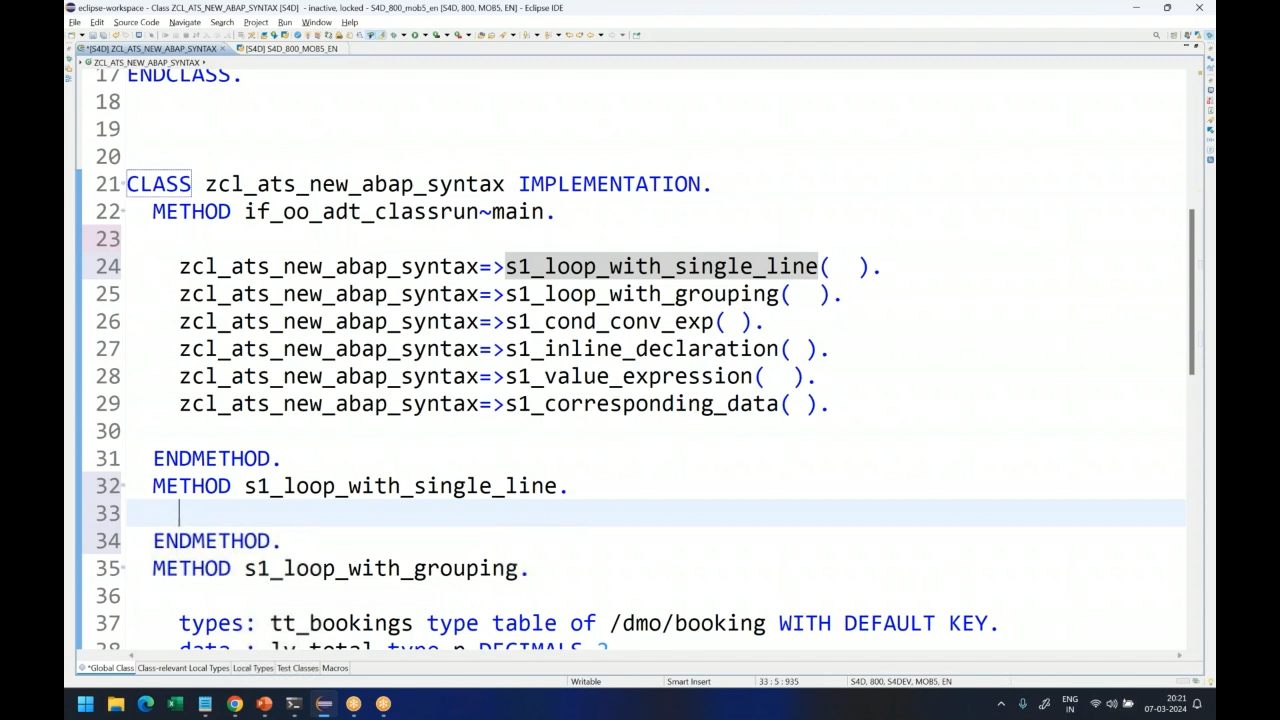 eclipse-workspace - Class ZCL_ATS_NEW_ABAP_SYNTAX [S4D] - inactive, locked - S4D_800_mob5_en [S4D, 800, MOB5, EN] - Eclipse IDE
File Edit Source Code Navigate Search Project Run Window Help
*[S4D] ZCL_ATS_NEW_ABAP_SYNTAX [S4D] S4D_800_MOB5_EN
ZCL_ATS_NEW_ABAP_SYNTAX
17 ENDCLASS.
18
19
20
21 CLASS zcl_ats_new_abap_syntax IMPLEMENTATION.
22 METHOD if_oo_adt_classrun~main.
23
24 zcl_ats_new_abap_syntax=>s1_loop_with_single_line( ).
25 zcl_ats_new_abap_syntax=>s1_loop_with_grouping( ).
26 zcl_ats_new_abap_syntax=>s1_cond_conv_exp( ).
27 zcl_ats_new_abap_syntax=>s1_inline_declaration( ).
28 zcl_ats_new_abap_syntax=>s1_value_expression( ).
29 zcl_ats_new_abap_syntax=>s1_corresponding_data( ).
30
31 ENDMETHOD.
32 METHOD s1_loop_with_single_line.
33
34 ENDMETHOD.
35 METHOD s1_loop_with_grouping.
36
37 types: tt_bookings type table of /dmo/booking WITH DEFAULT KEY.
38 data : lv_total type p DECIMALS 2
*Global Class Class-relevant Local Types Local Types Test Classes Macros
Writable Smart Insert 33 : 5 : 935 S4D, 800, S4DEV, MOB5, EN
ENG
IN
20:21
07-03-2024